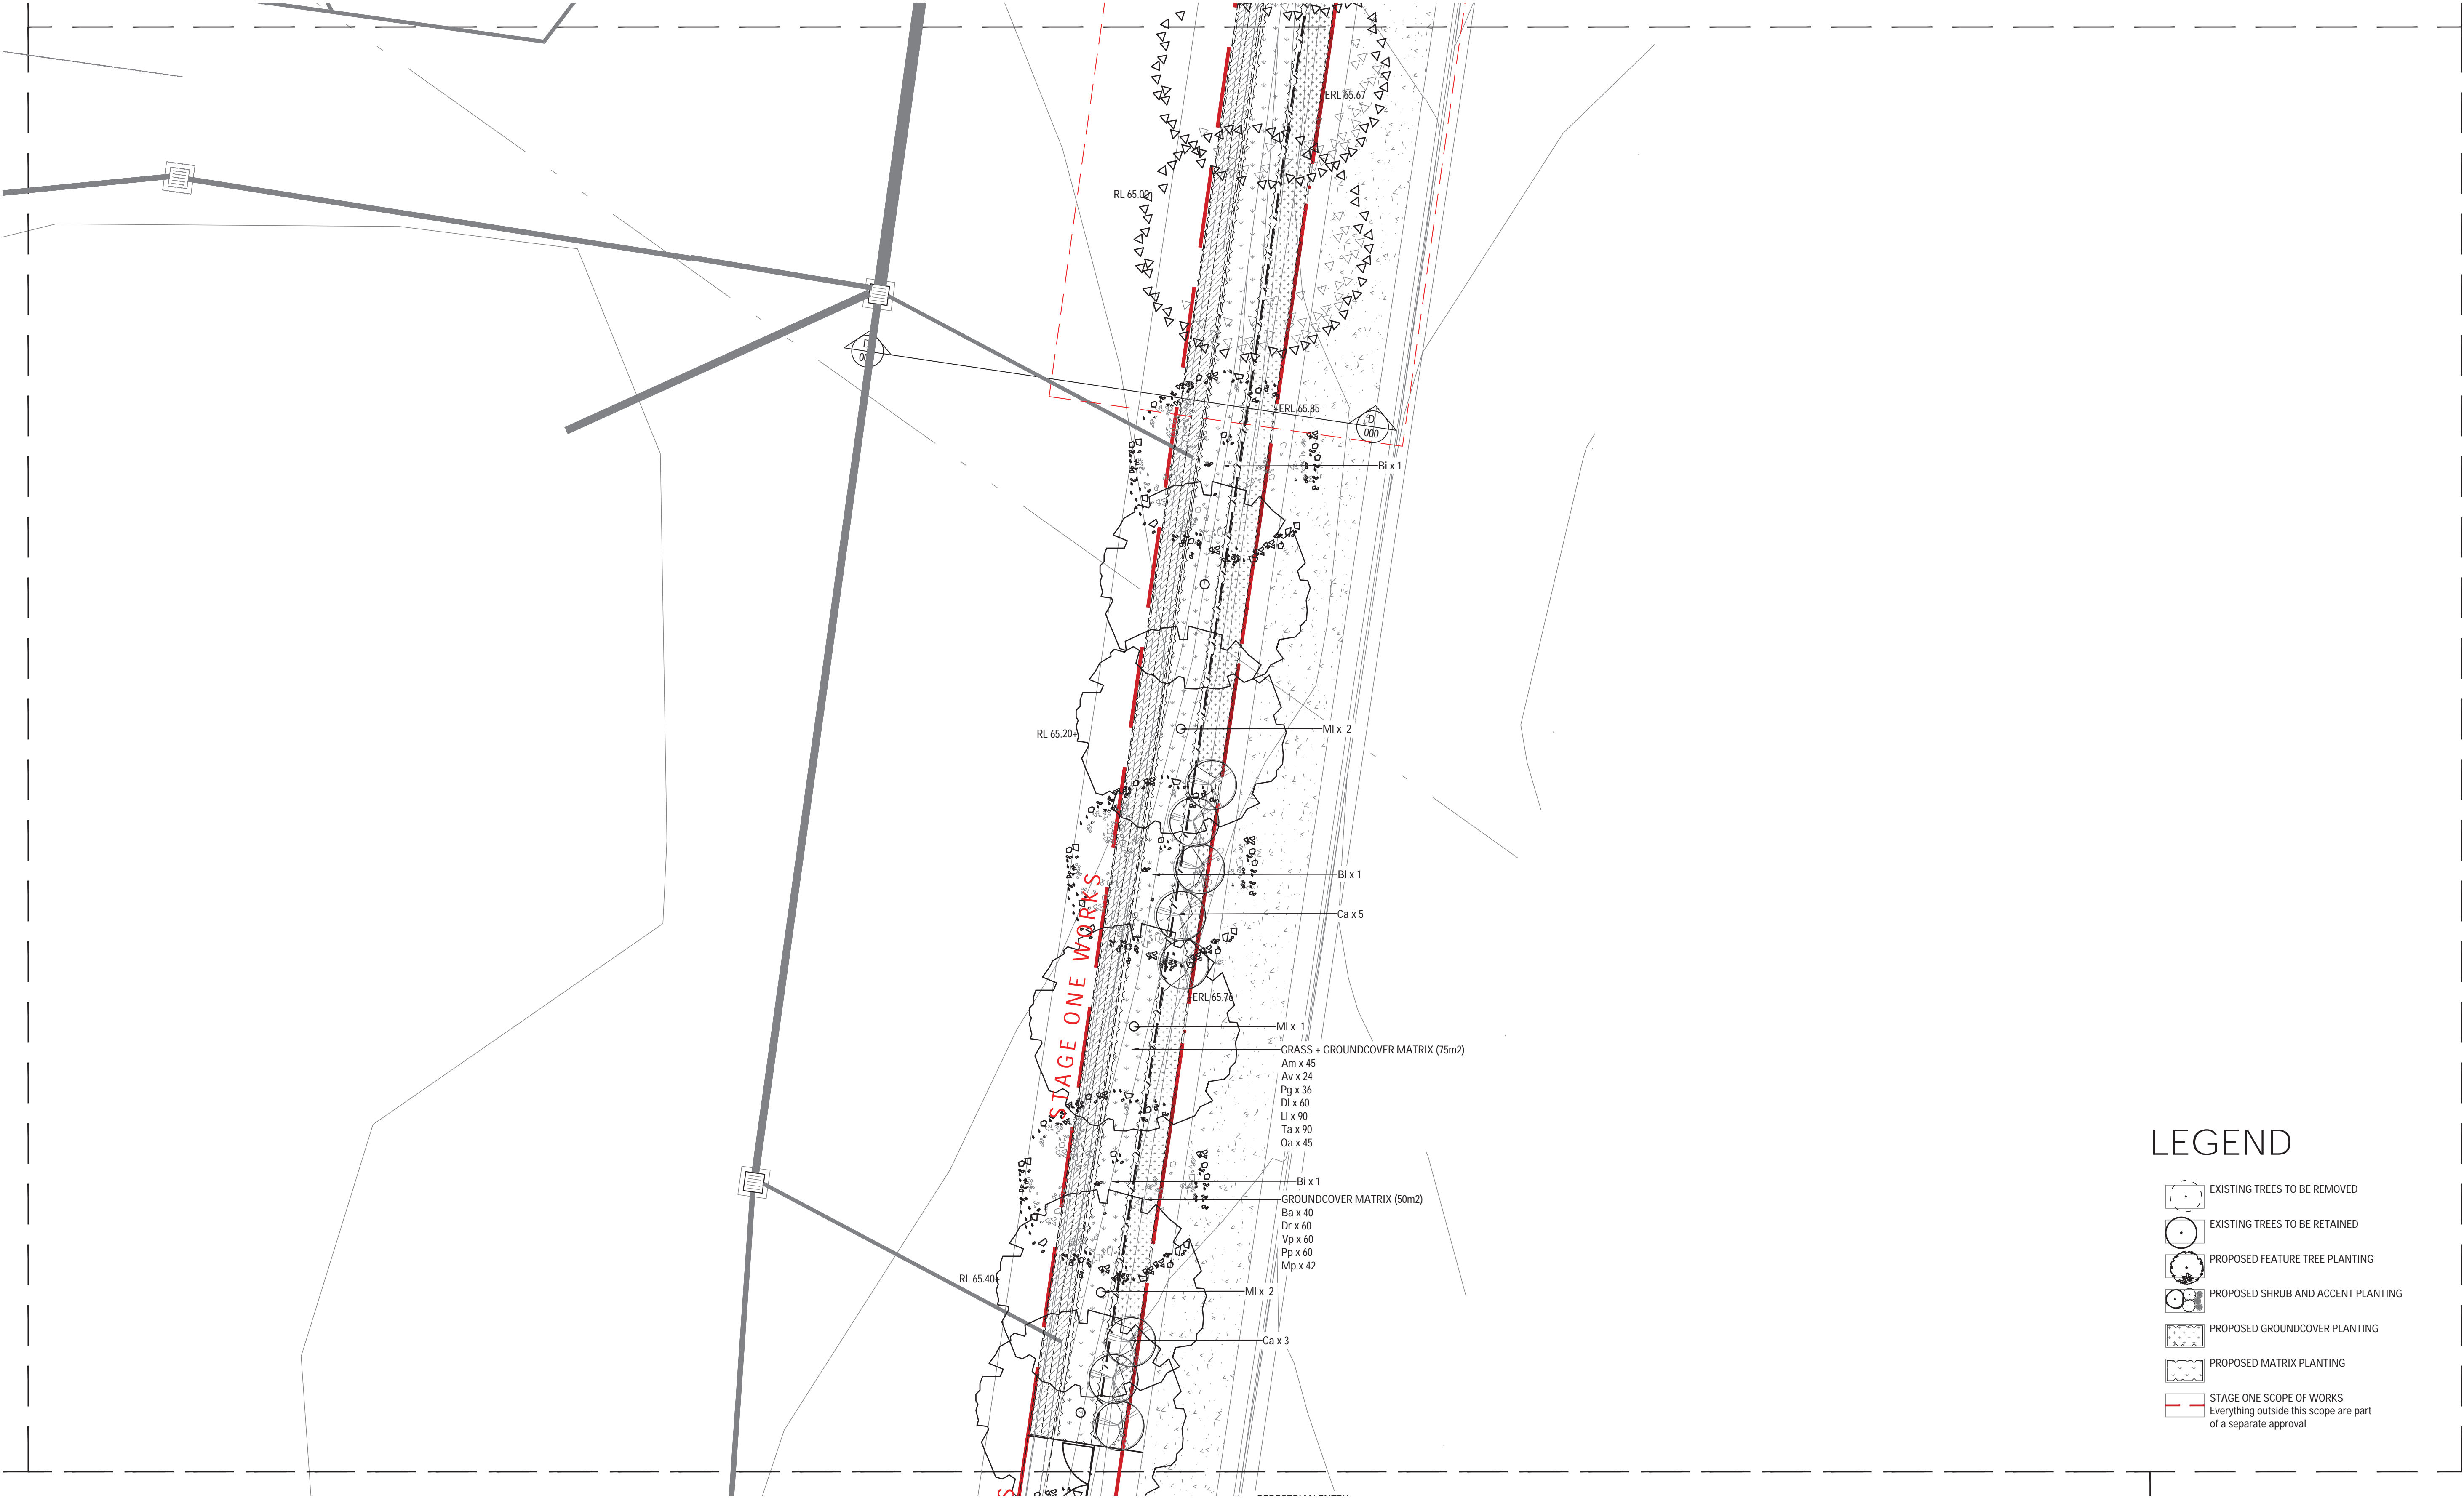 ERL 65.67
RL 65.00+
D
ERL 65.85
D
000
Bi x 1
Ml x 2
RL 65.20+
Bi x 1
Ca x 5
STAGE ONE WORKS
ERL 65.76
Ml x 1
GRASS + GROUNDCOVER MATRIX (75m2)
Am x 45
Av x 24
Pg x 36
Dl x 60
Ll x 90
Ta x 90
Oa x 45
Bi x 1
GROUNDCOVER MATRIX (50m2)
Ba x 40
Dr x 60
Vp x 60
Pp x 60
Mp x 42
RL 65.40+
Ml x 2
Ca x 3
LEGEND
EXISTING TREES TO BE REMOVED
EXISTING TREES TO BE RETAINED
PROPOSED FEATURE TREE PLANTING
PROPOSED SHRUB AND ACCENT PLANTING
PROPOSED GROUNDCOVER PLANTING
PROPOSED MATRIX PLANTING
STAGE ONE SCOPE OF WORKS
Everything outside this scope are part
of a separate approval